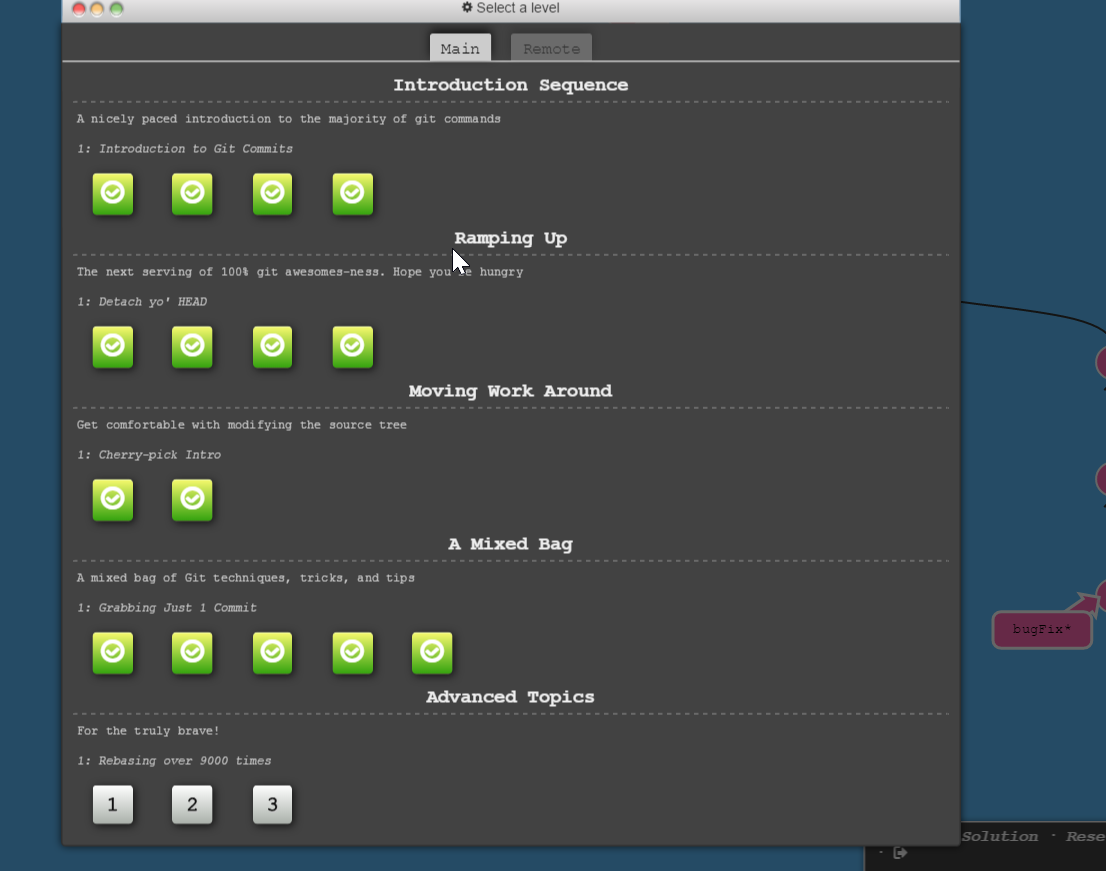 Select a level
Main Remote
Introduction Sequence
A nicely paced introduction to the majority of git commands
1: Introduction to Git Commits
Ramping Up
The next serving of 100% git awesomes-ness. Hope you e hungry
1: Detach yo' HEAD
Moving Work Around
Get comfortable with modifying the source tree
1: Cherry-pick Intro
A Mixed Bag
A mixed bag of Git techniques, tricks, and tips
1: Grabbing Just 1 Commit
bugFix*
Advanced Topics
For the truly brave!
1: Rebasing over 9000 times
1 2 3
Solution · Rese